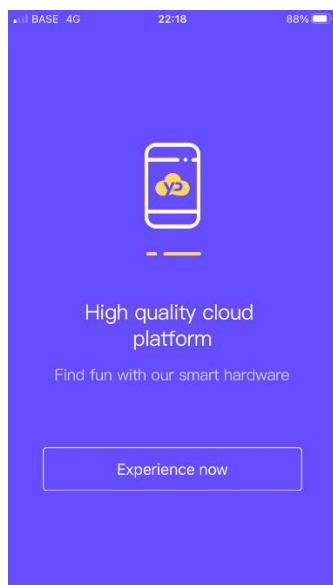 BASE 4G 22:18 88%
High quality cloud
platform
Find fun with our smart hardware
Experience now